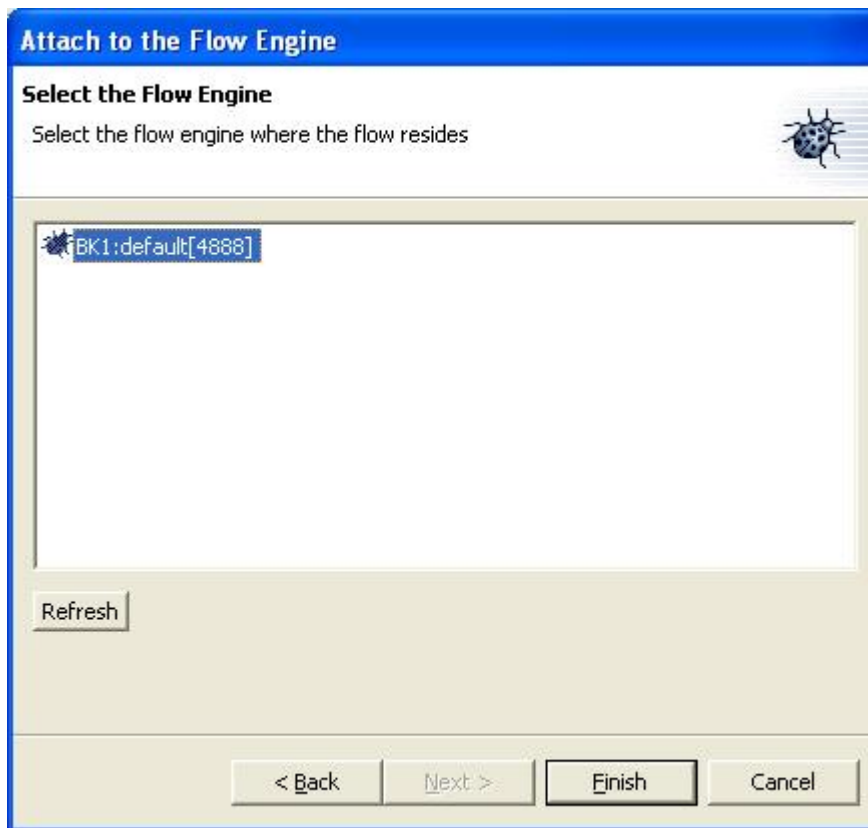 Attach to the Flow Engine
Select the Flow Engine
Select the flow engine where the flow resides
BK1:default[4888]
Refresh
< Back Next > Finish Cancel